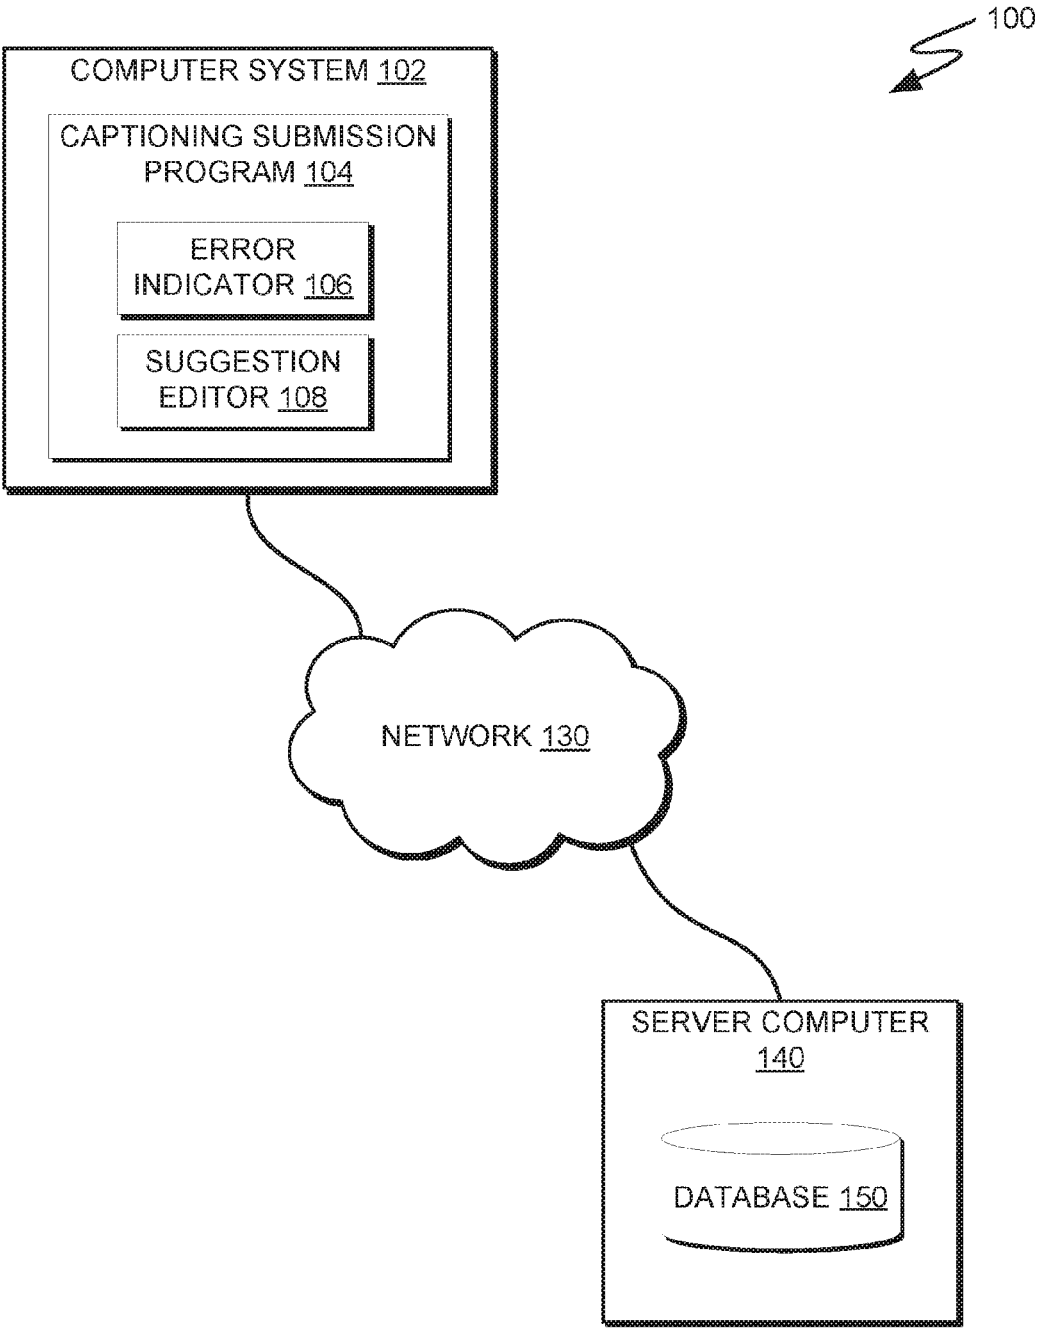 100
COMPUTER SYSTEM 102
CAPTIONING SUBMISSION
PROGRAM 104
ERROR
INDICATOR 106
SUGGESTION
EDITOR 108
NETWORK 130
SERVER COMPUTER
140
DATABASE 150